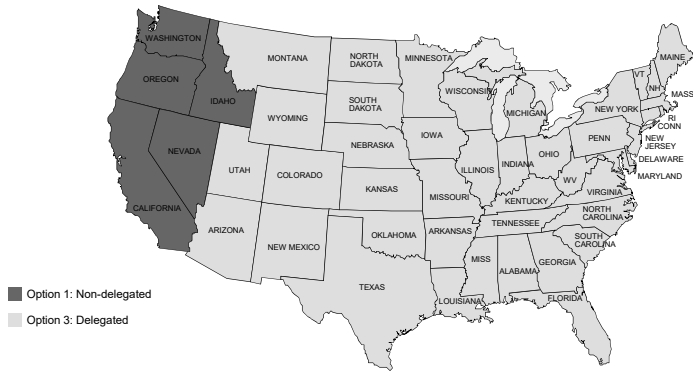 WASHINGTON
OREGON
IDAHO
MONTANA
NORTH
DAKOTA
MINNESOTA
SOUTH
DAKOTA
WISCONSIN
MICHIGAN
WYOMING
NEVADA
CALIFORNIA
UTAH
COLORADO
NEBRASKA
IOWA
KANSAS
MISSOURI
ILLINOIS
INDIANA
OHIO
PENN
NEW YORK
VT
NH
MAINE
MASS
RI
CONN
NEW
JERSEY
DELAWARE
MARYLAND
WV
VIRGINIA
KENTUCKY
TENNESSEE
NORTH
CAROLINA
SOUTH
CAROLINA
ARIZONA
NEW MEXICO
OKLAHOMA
ARKANSAS
TEXAS
LOUISIANA
MISS
ALABAMA
GEORGIA
FLORIDA
Option 1: Non-delegated
Option 3: Delegated